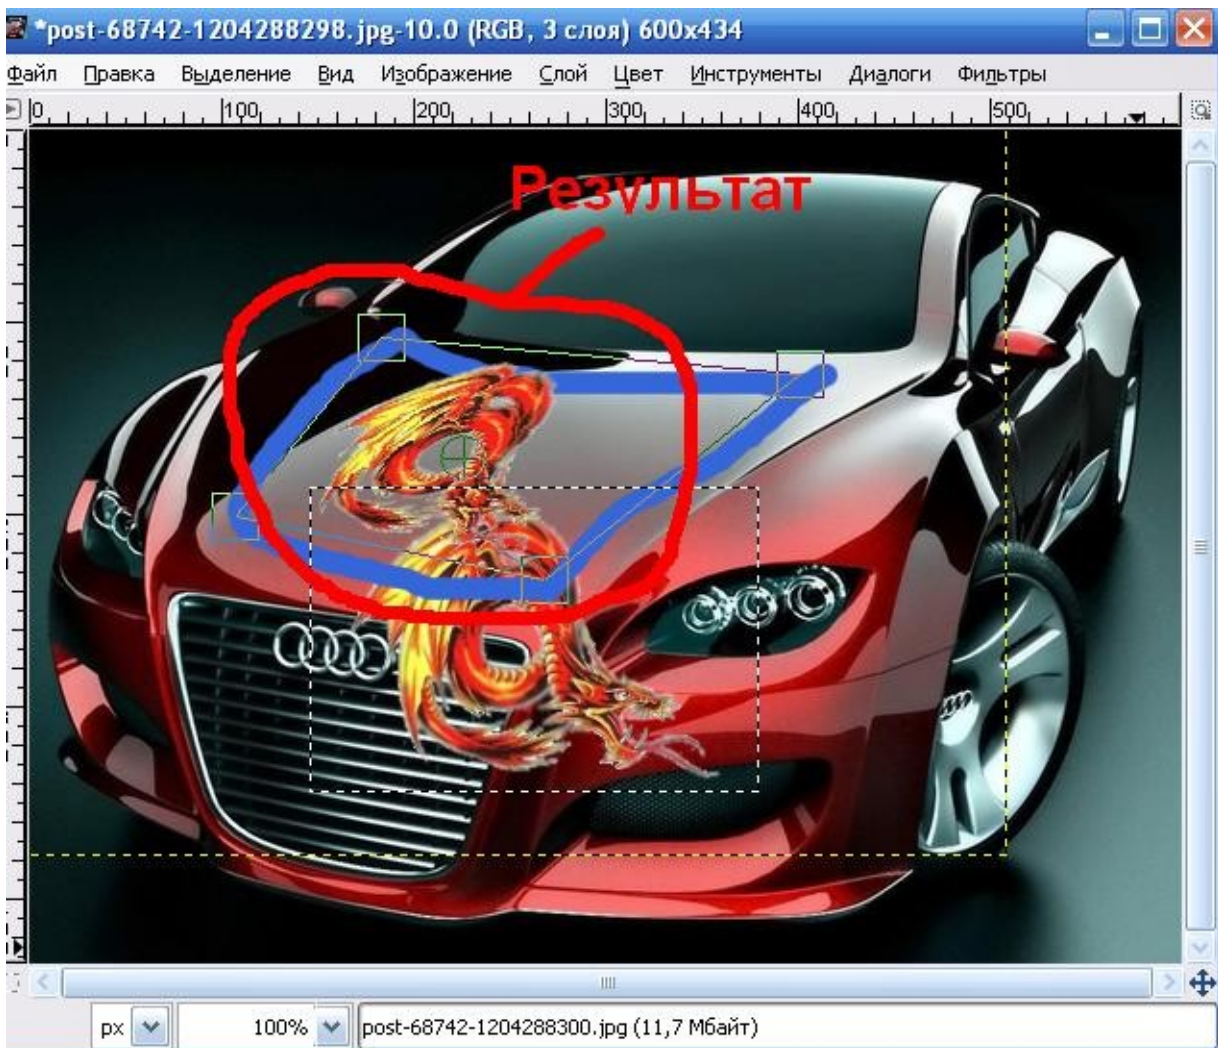 *post-68742-1204288298.jpg-10.0 (RGB, 3 слоя) 600x434
Файл Правка Выделение Вид Изображение Слой Цвет Инструменты Диалоги Фильтры
0 100 200 300 400 500
Результат
px 100% post-68742-1204288300.jpg (11,7 Мбайт)